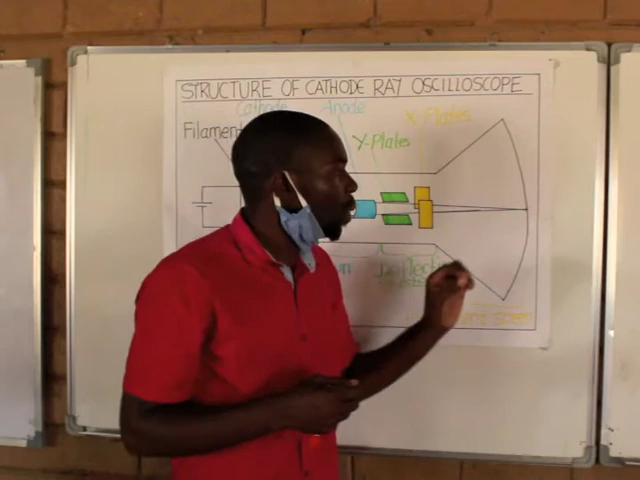 STRUCTURE OF CATHODE RAY OSCILLOSCOPE
Cathode
Anode
X-Plates
Filament
Y-Plates